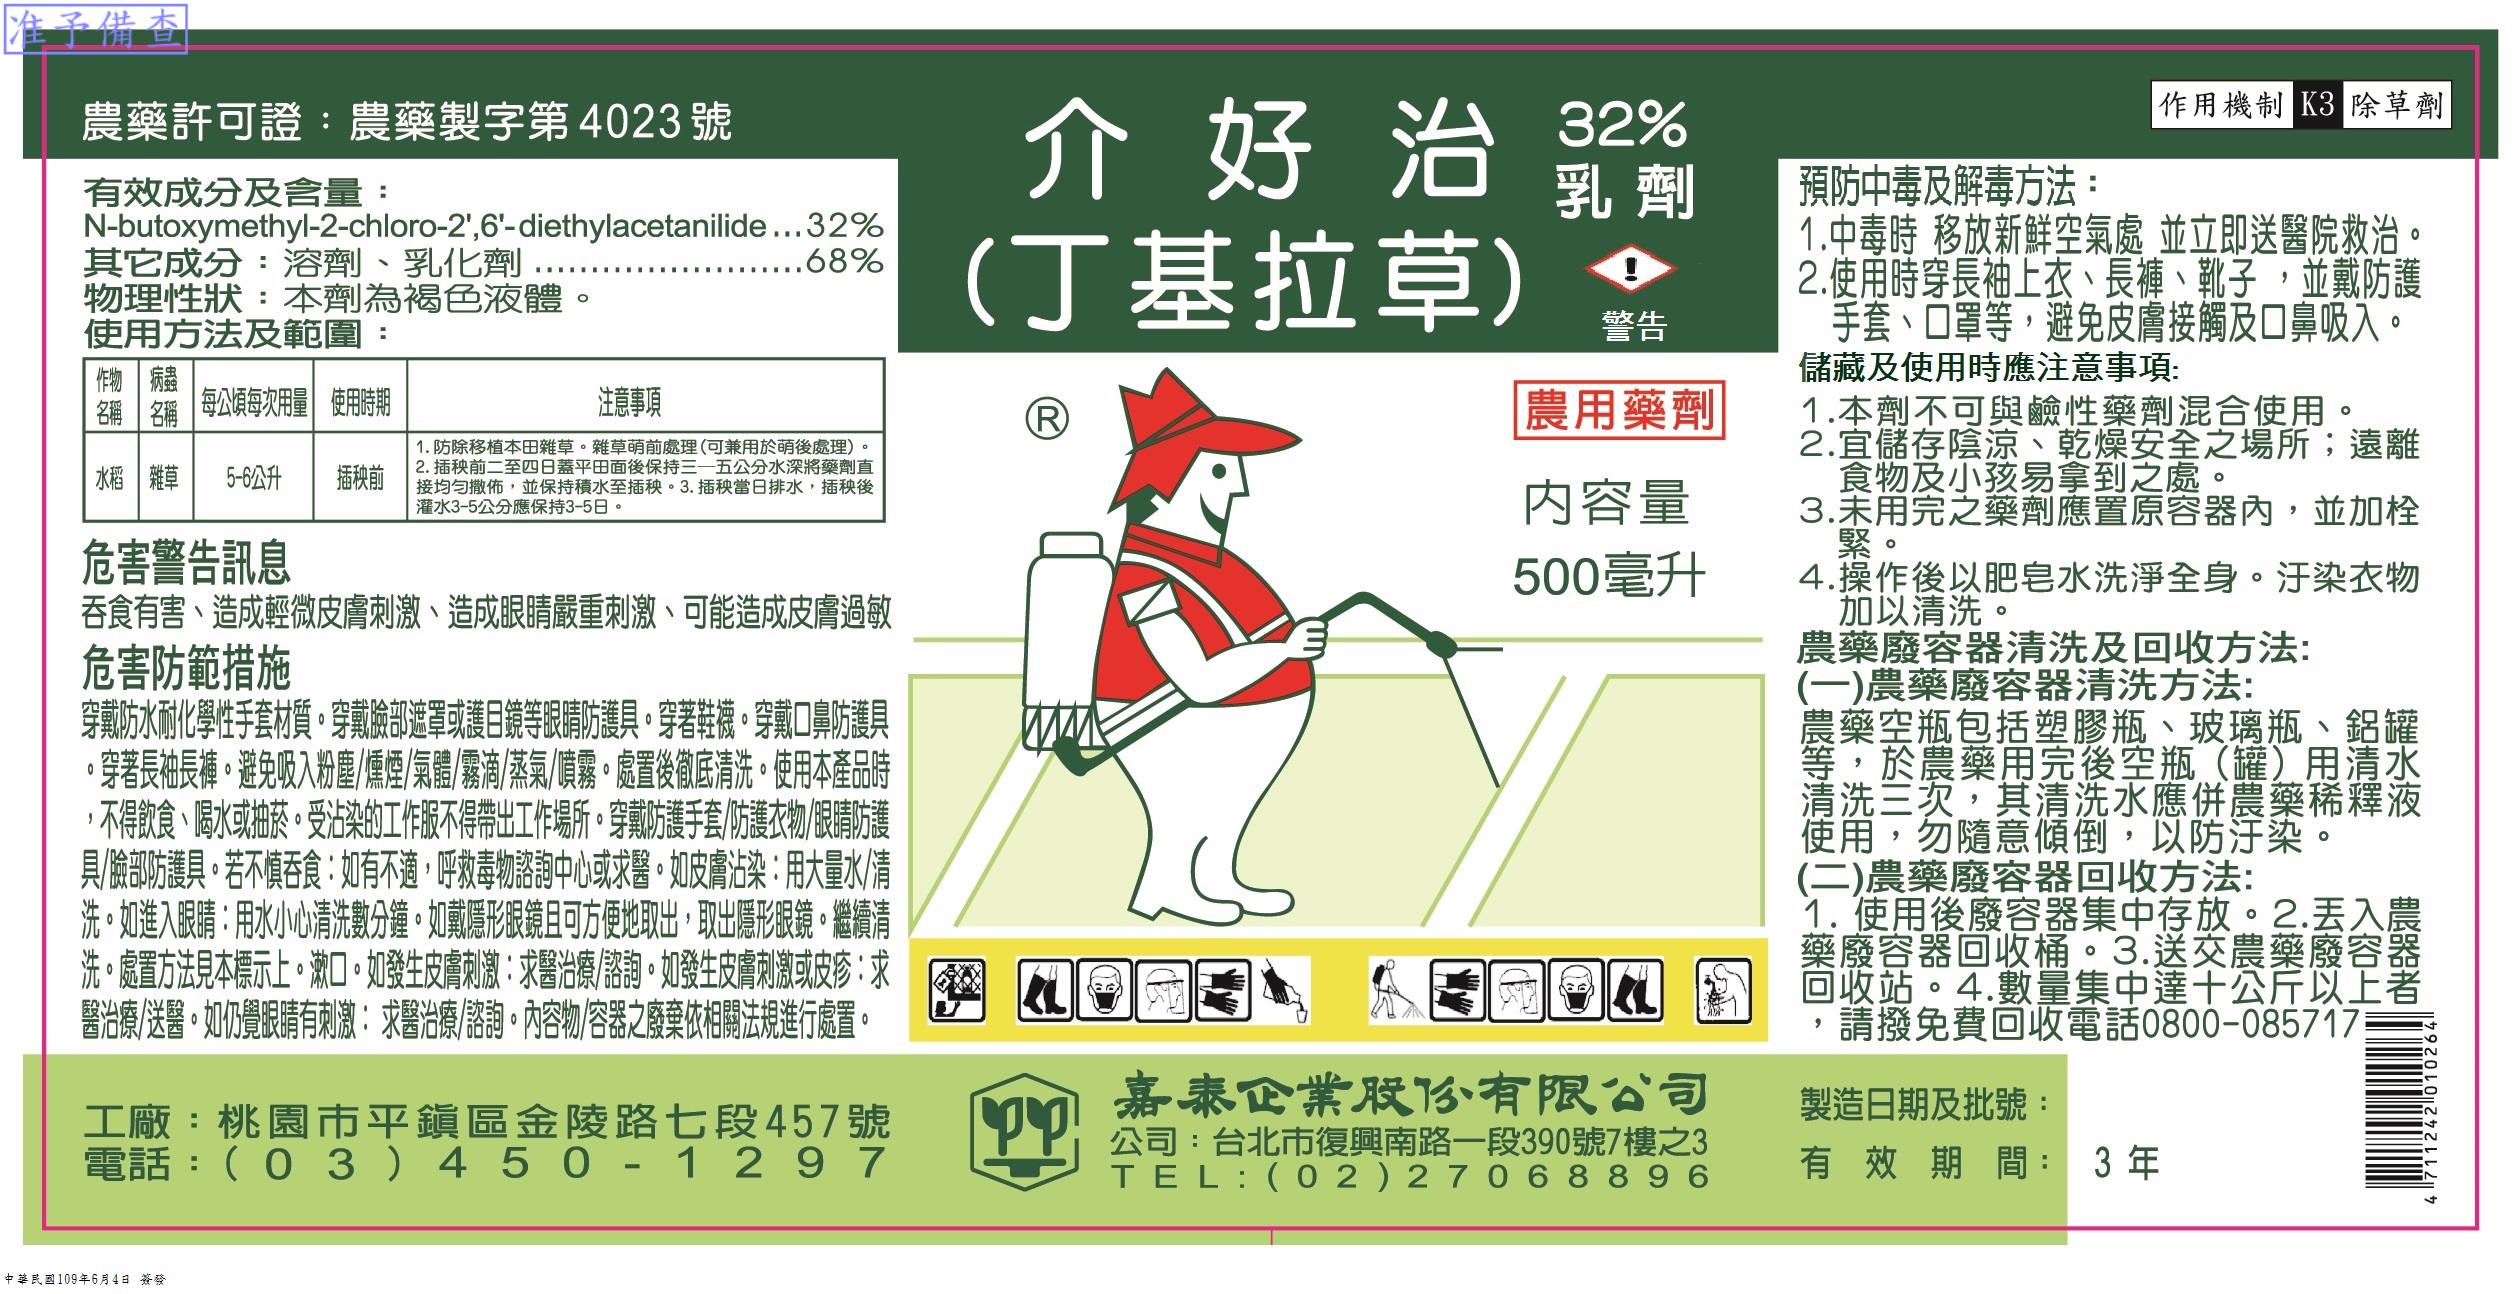 准予備查
農藥許可證：農藥製字第4023號
有效成分及含量：
N-butoxymethyl-2-chloro-2',6'-diethylacetanilide...32%
其它成分：溶劑、乳化劑........................68%
物理性狀：本劑為褐色液體。
使用方法及範圍：
作物名稱 病蟲名稱 每公頃每次用量 使用時期 注意事項
水稻 雜草 5-6公升 插秧前
1.防除移植本田雜草。雜草萌前處理(可兼用於萌後處理)。
2.插秧前二至四日蓋平田面後保持三─五公分水深將藥劑直
接均勻撒佈，並保持積水至插秧。3.插秧當日排水，插秧後
灌水3-5公分應保持3-5日。
危害警告訊息
吞食有害、造成輕微皮膚刺激、造成眼睛嚴重刺激、可能造成皮膚過敏
危害防範措施
穿戴防水耐化學性手套材質。穿戴臉部遮罩或護目鏡等眼睛防護具。穿著鞋襪。穿戴口鼻防護具
。穿著長袖長褲。避免吸入粉塵/燻煙/氣體/霧滴/蒸氣/噴霧。處置後徹底清洗。使用本產品時
，不得飲食、喝水或抽菸。受沾染的工作服不得帶出工作場所。穿戴防護手套/防護衣物/眼睛防護
具/臉部防護具。若不慎吞食：如有不適，呼救毒物諮詢中心或求醫。如皮膚沾染：用大量水/清
洗。如進入眼睛：用水小心清洗數分鐘。如戴隱形眼鏡且可方便地取出，取出隱形眼鏡。繼續清
洗。處置方法見本標示上。漱口。如發生皮膚刺激：求醫治療/諮詢。如發生皮膚刺激或皮疹：求
醫治療/送醫。如仍覺眼睛有刺激：求醫治療/諮詢。內容物/容器之廢棄依相關法規進行處置。
工廠：桃園市平鎮區金陵路七段457號
電話：(03)450-1297
介好治
32%
乳劑
(丁基拉草)
警告
®
農用藥劑
內容量
500毫升
嘉泰企業股份有限公司
公司：台北市復興南路一段390號7樓之3
TEL:(02)27068896
作用機制 K3 除草劑
預防中毒及解毒方法：
1.中毒時 移放新鮮空氣處 並立即送醫院救治。
2.使用時穿長袖上衣、長褲、靴子，並戴防護
手套、口罩等，避免皮膚接觸及口鼻吸入。
儲藏及使用時應注意事項:
1.本劑不可與鹼性藥劑混合使用。
2.宜儲存陰涼、乾燥安全之場所；遠離
食物及小孩易拿到之處。
3.未用完之藥劑應置原容器內，並加栓
緊。
4.操作後以肥皂水洗淨全身。汙染衣物
加以清洗。
農藥廢容器清洗及回收方法:
(一)農藥廢容器清洗方法:
農藥空瓶包括塑膠瓶、玻璃瓶、鋁罐
等，於農藥用完後空瓶（罐）用清水
清洗三次，其清洗水應併農藥稀釋液
使用，勿隨意傾倒，以防汙染。
(二)農藥廢容器回收方法:
1. 使用後廢容器集中存放。2.丟入農
藥廢容器回收桶。3.送交農藥廢容器
回收站。4.數量集中達十公斤以上者
，請撥免費回收電話0800-085717
製造日期及批號：
有效期間： 3年
4 711242 010264
中華民國109年6月4日 簽發